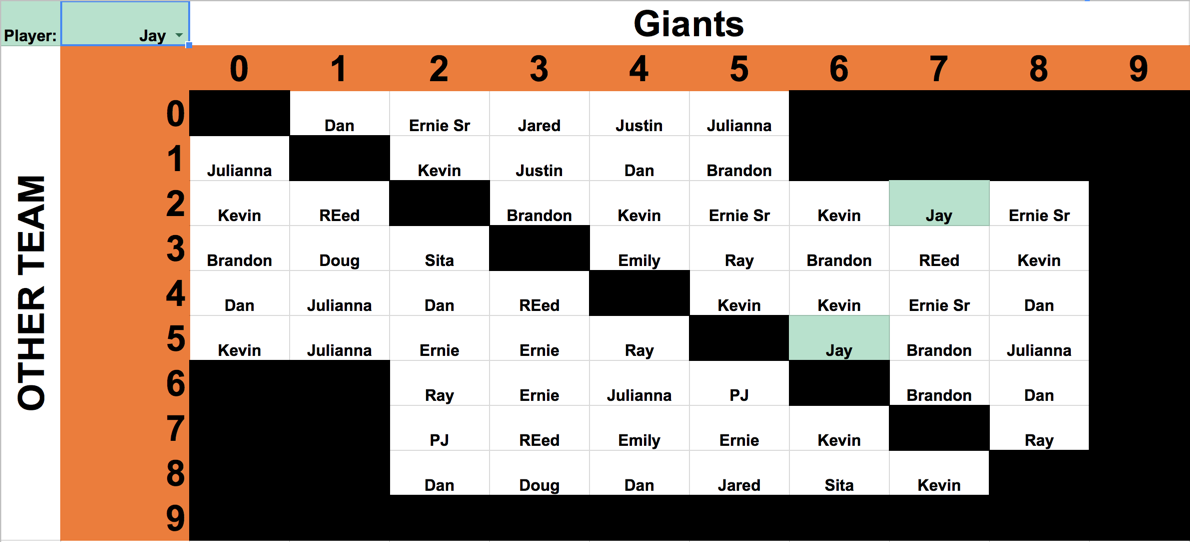 Player: Jay Giants
0 1 2 3 4 5 6 7 8 9
0 Dan Ernie Sr Jared Justin Julianna
1 Julianna Kevin Justin Dan Brandon
2 Kevin REed Brandon Kevin Ernie Sr Kevin Jay Ernie Sr
3 Brandon Doug Sita Emily Ray Brandon REed Kevin
4 Dan Julianna Dan REed Kevin Kevin Ernie Sr Dan
5 Kevin Julianna Ernie Ernie Ray Jay Brandon Julianna
6 Ray Ernie Julianna PJ Brandon Dan
7 PJ REed Emily Ernie Kevin Ray
8 Dan Doug Dan Jared Sita Kevin
9
OTHER TEAM